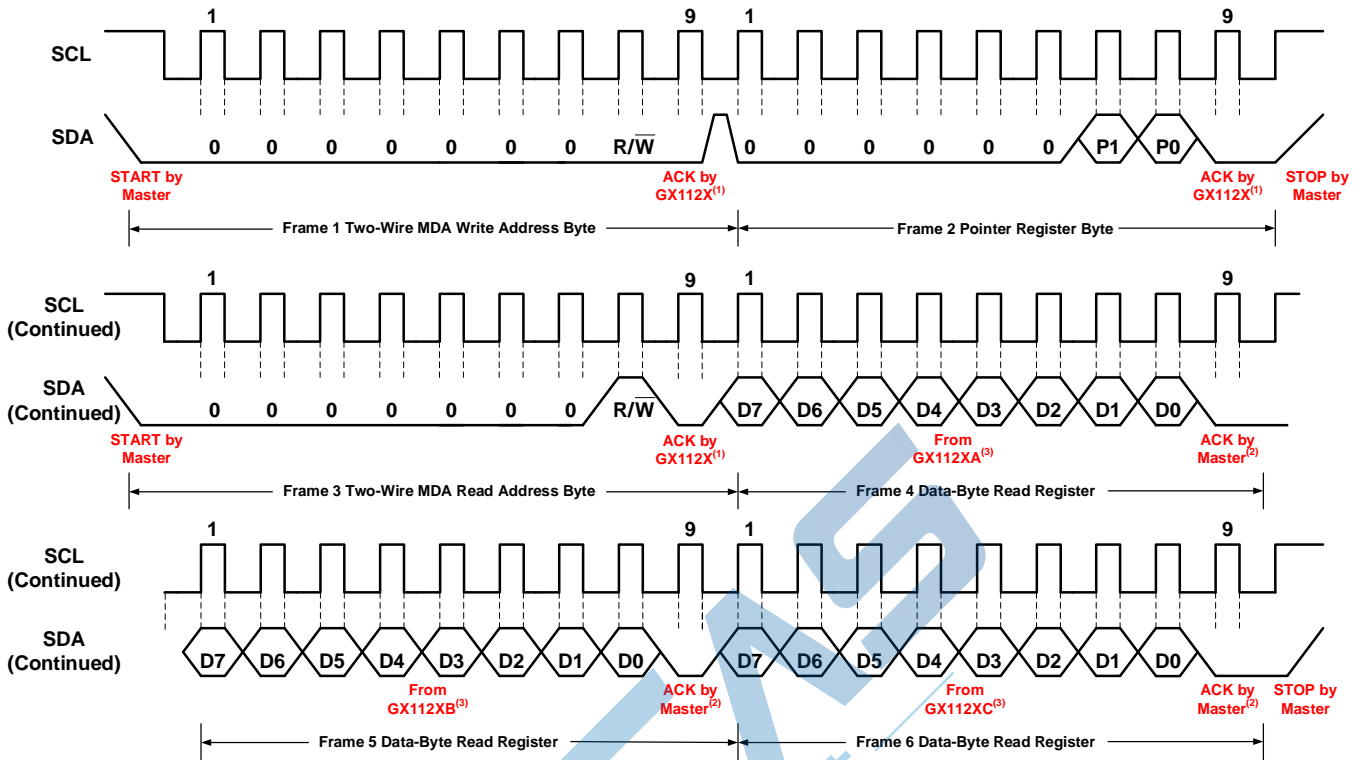 1 9 1 9
SCL
SDA
0 0 0 0 0 0 0 R/W̅ 0 0 0 0 0 0 P1 P0
START by Master
ACK by GX112X(1)
ACK by GX112X(1)
STOP by Master
Frame 1 Two-Wire MDA Write Address Byte
Frame 2 Pointer Register Byte
1 9 1 9
SCL (Continued)
SDA (Continued)
0 0 0 0 0 0 0 R/W̅ D7 D6 D5 D4 D3 D2 D1 D0
START by Master
ACK by GX112X(1)
From GX112XA(3)
ACK by Master(2)
Frame 3 Two-Wire MDA Read Address Byte
Frame 4 Data-Byte Read Register
1 9 1 9
SCL (Continued)
SDA (Continued)
D7 D6 D5 D4 D3 D2 D1 D0 D7 D6 D5 D4 D3 D2 D1 D0
From GX112XB(3)
ACK by Master(2)
From GX112XC(3)
ACK by Master(2)
STOP by Master
Frame 5 Data-Byte Read Register
Frame 6 Data-Byte Read Register